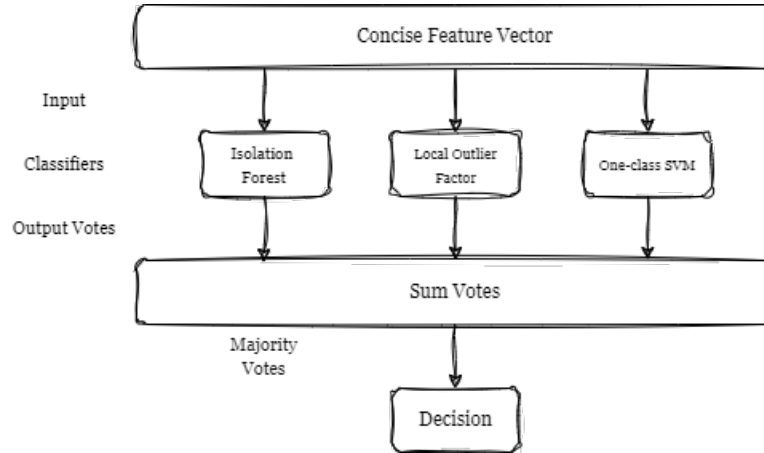 Concise Feature Vector
Input
Classifiers
Isolation
Forest
Local Outlier
Factor
One-class SVM
Output Votes
Sum Votes
Majority
Votes
Decision